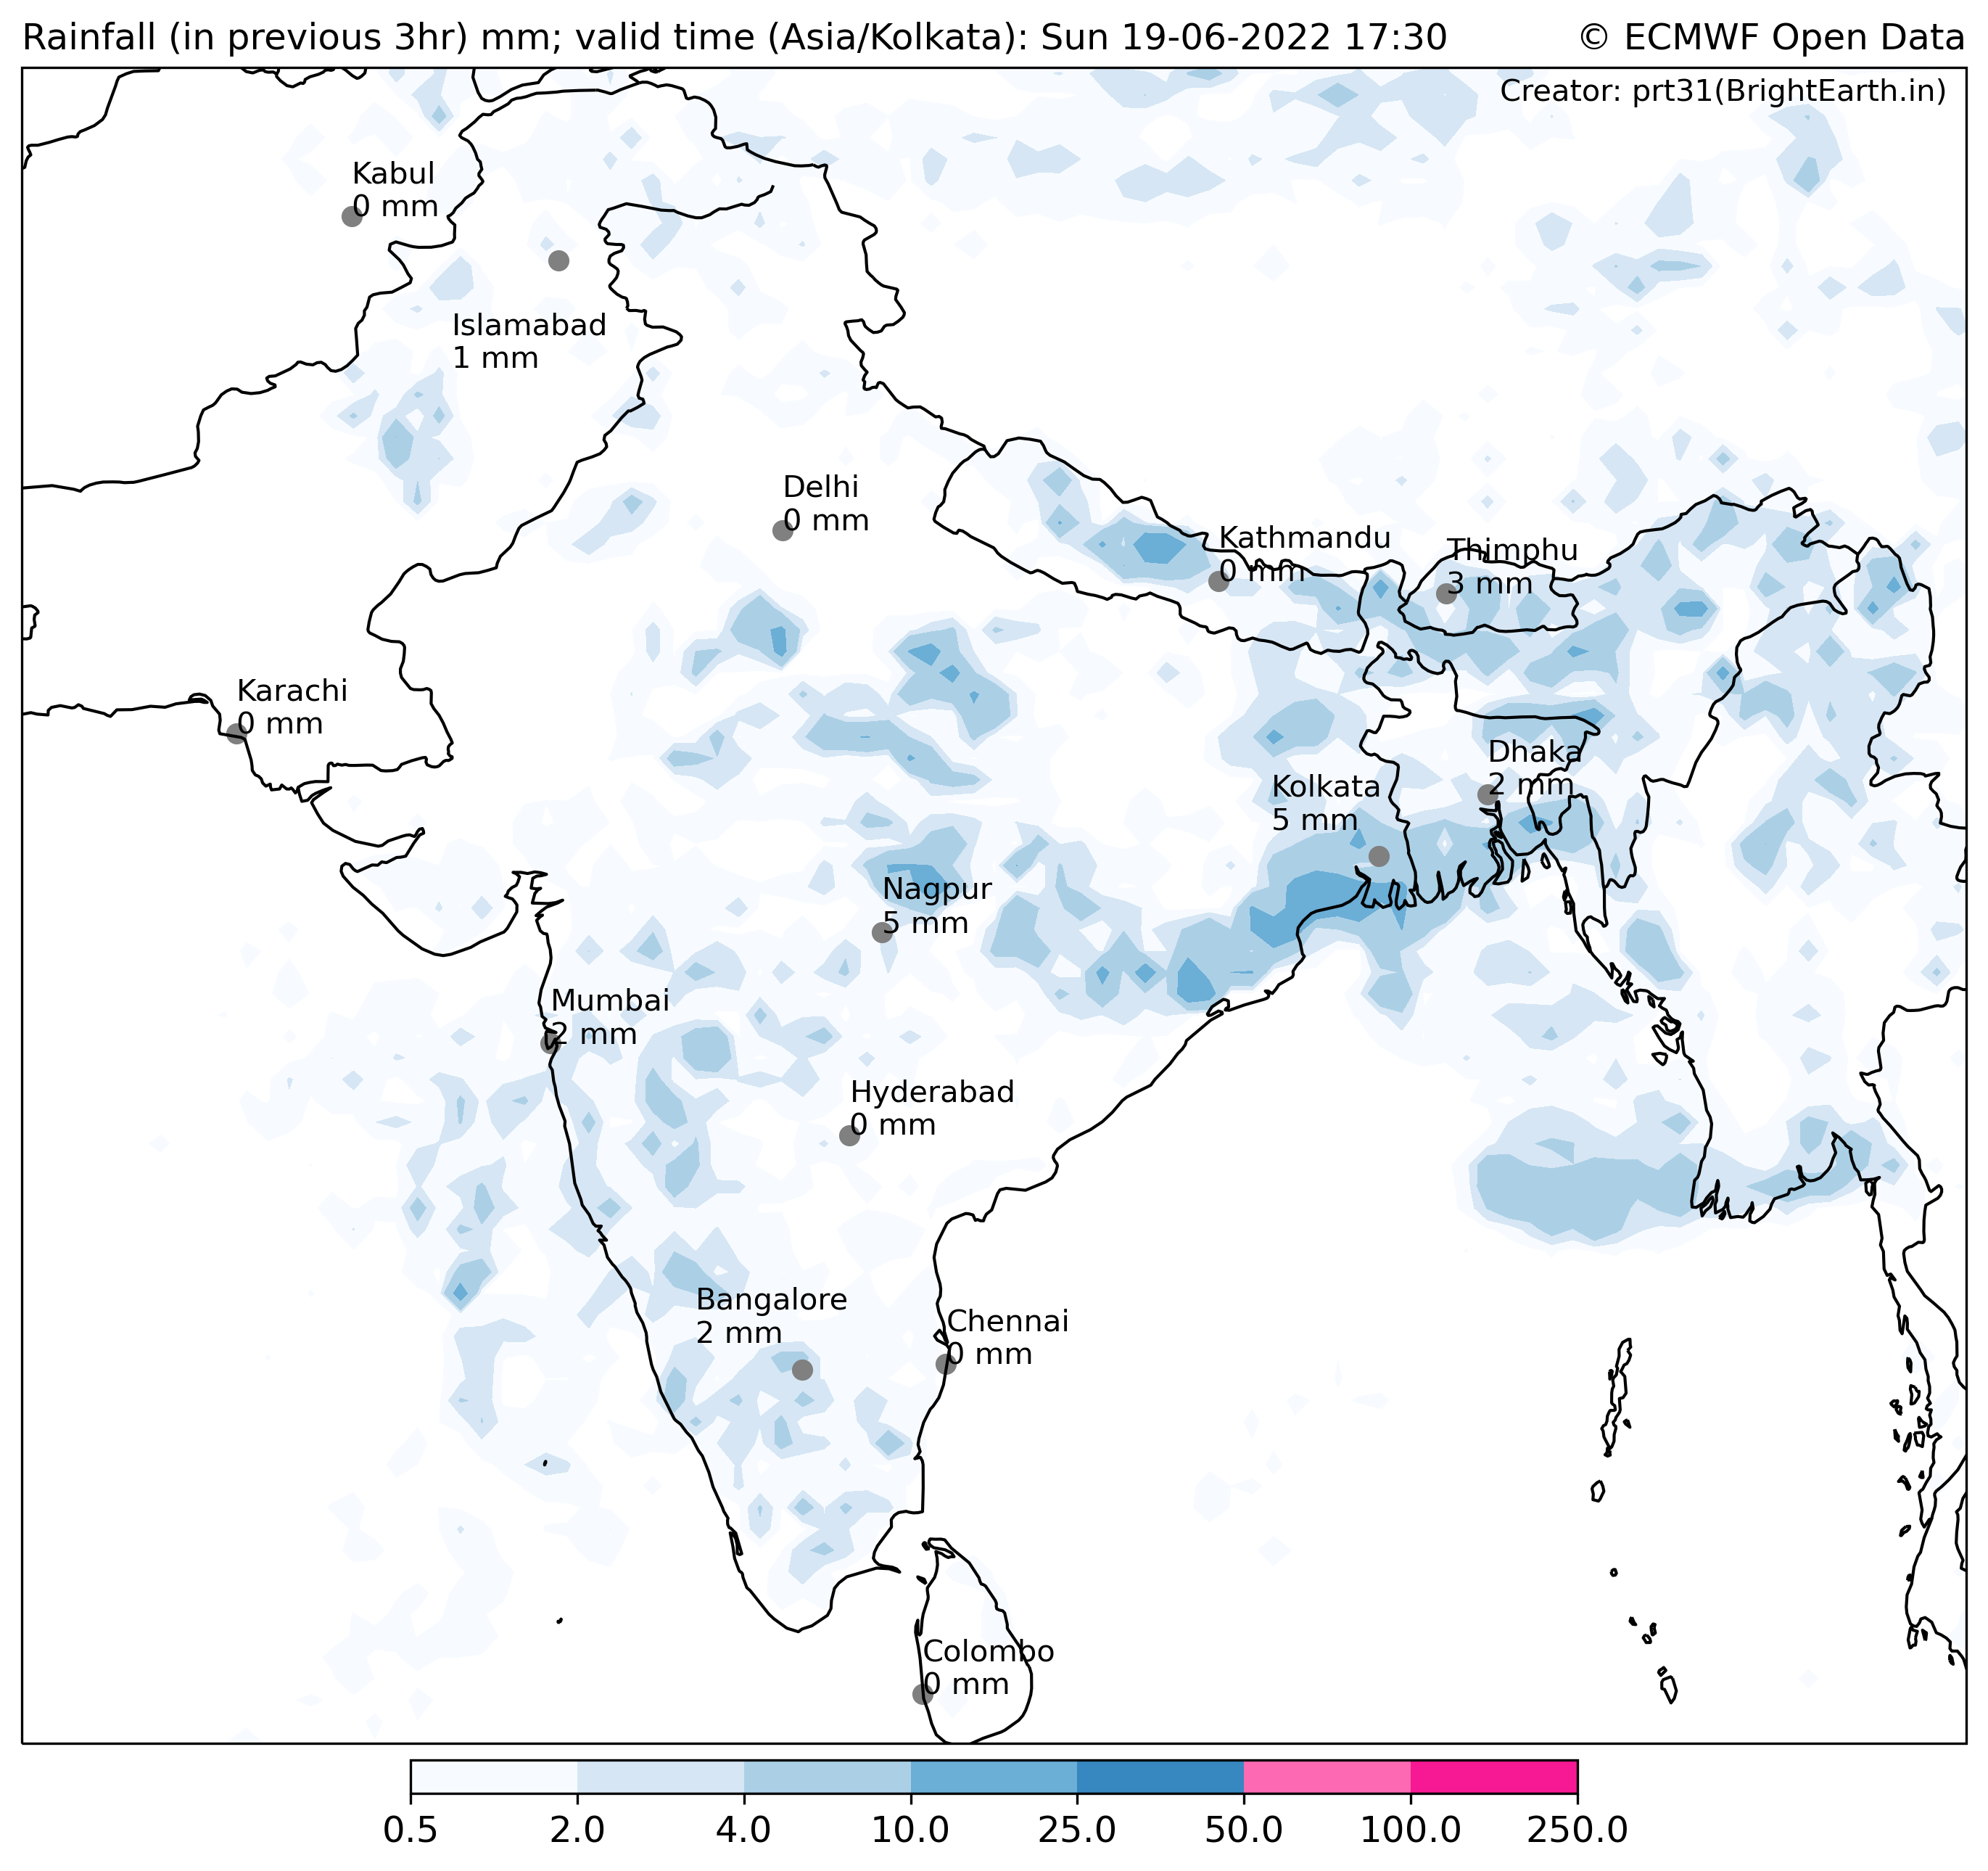 Rainfall (in previous 3hr) mm; valid time (Asia/Kolkata): Sun 19-06-2022 17:30
© ECMWF Open Data
Creator: prt31(BrightEarth.in)
Kabul
0 mm
Islamabad
1 mm
Delhi
0 mm
Kathmandu
0 mm
Thimphu
3 mm
Karachi
0 mm
Dhaka
2 mm
Kolkata
5 mm
Nagpur
5 mm
Mumbai
2 mm
Hyderabad
0 mm
Bangalore
2 mm
Chennai
0 mm
Colombo
0 mm
0.5 2.0 4.0 10.0 25.0 50.0 100.0 250.0